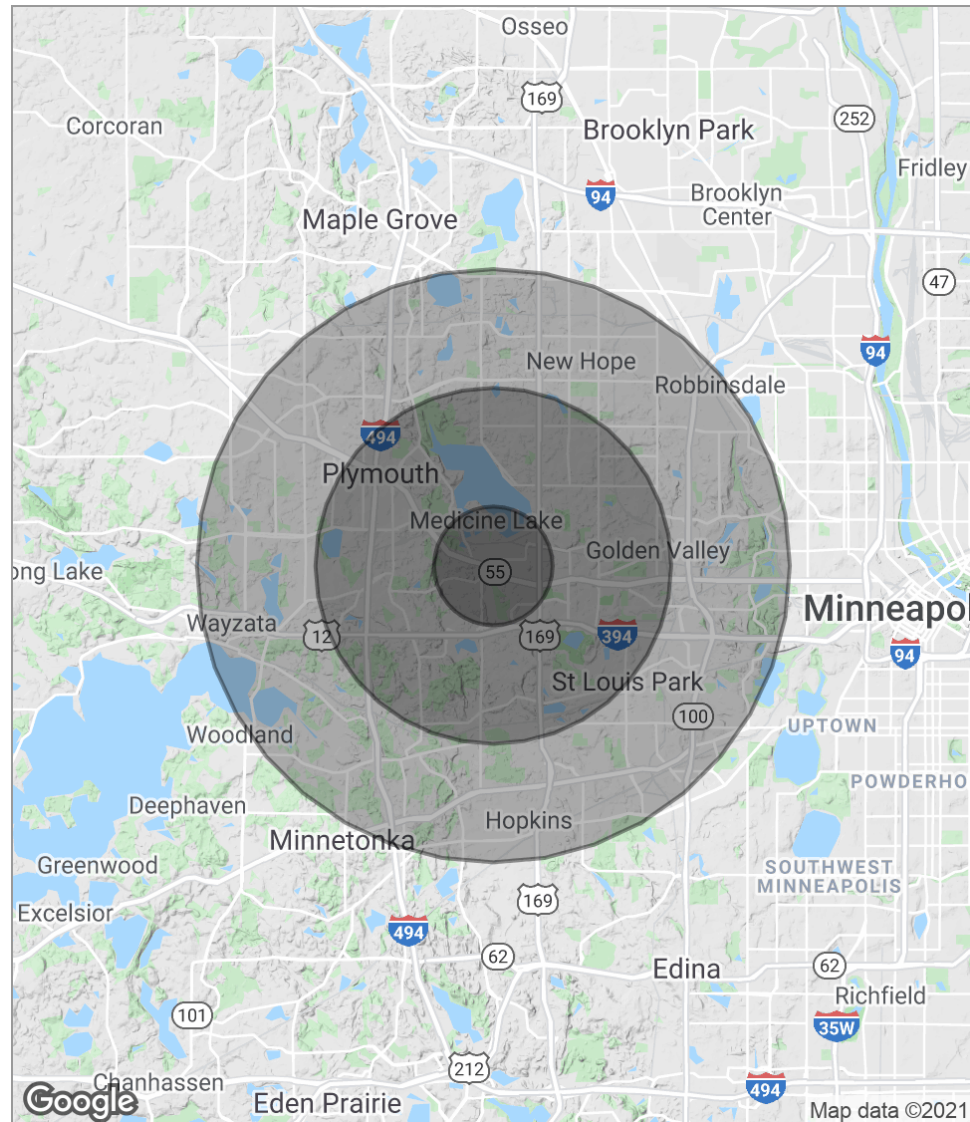 Osseo
169
252
Corcoran
Brooklyn Park
Fridley
94
Brooklyn
Center
Maple Grove
47
94
New Hope
Robbinsdale
494
Plymouth
Medicine Lake
Golden Valley
55
ong Lake
Minneapol
Wayzata
12
169
394
94
St Louis Park
100
UPTOWN
Woodland
POWDERHO
Deephaven
Hopkins
Minnetonka
Greenwood
SOUTHWEST
MINNEAPOLIS
Excelsior
169
494
62
Edina
62
Richfield
101
35W
212
Chanhassen
494
Google
Eden Prairie
Map data ©2021